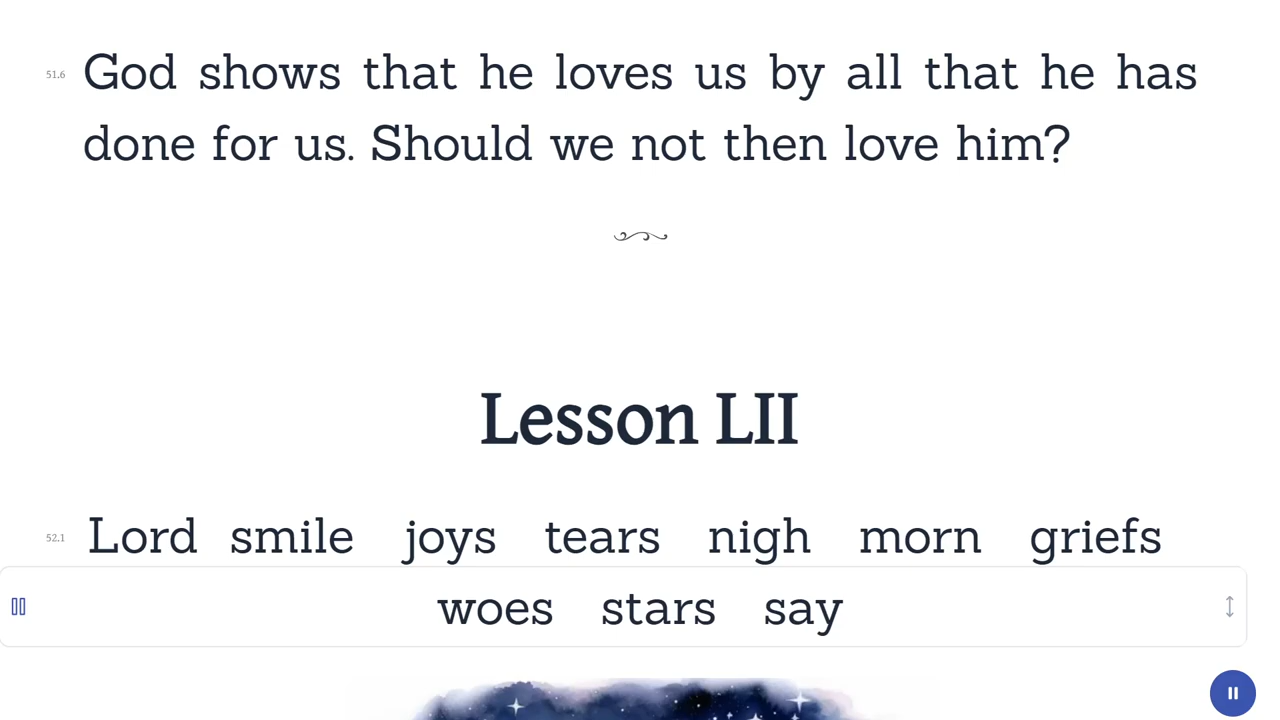 51.6 God shows that he loves us by all that he has
done for us. Should we not then love him?
Lesson LII
52.1 Lord smile joys tears nigh morn griefs
woes stars say